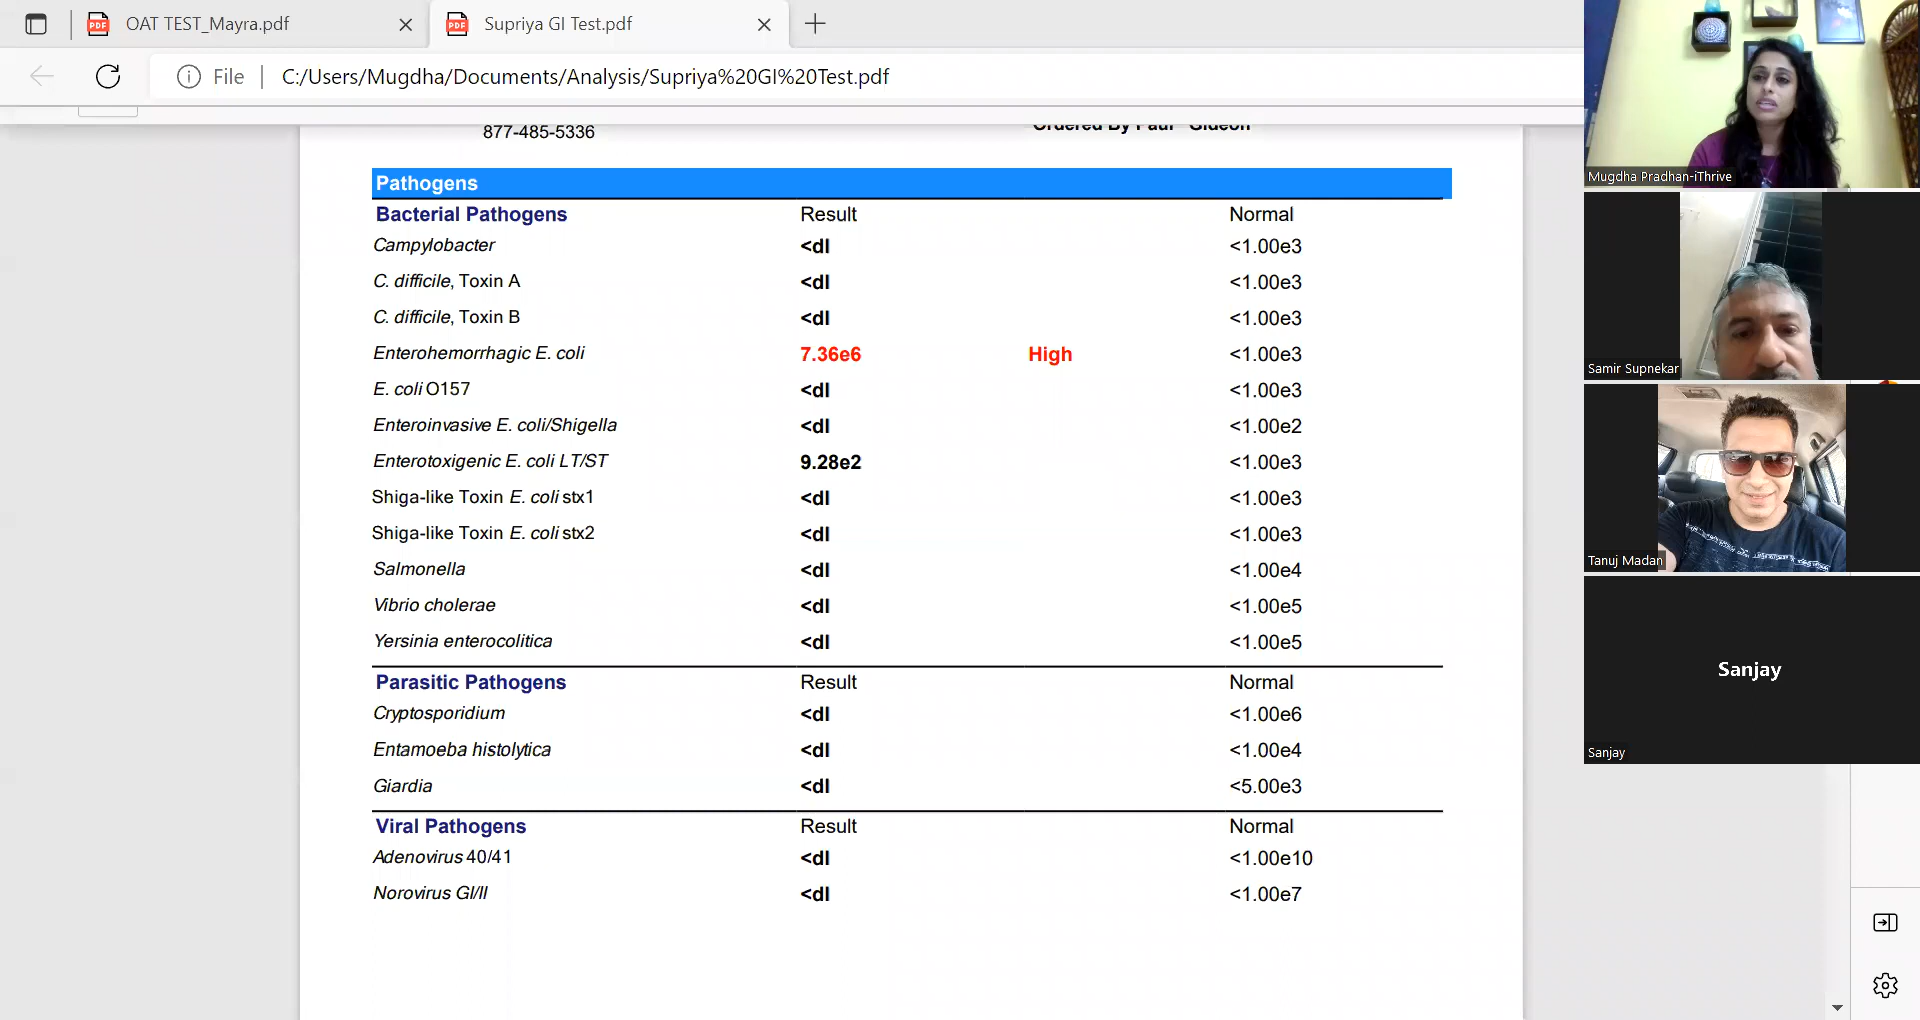 OAT TEST_Mayra.pdf
Supriya GI Test.pdf
File
C:/Users/Mugdha/Documents/Analysis/Supriya%20GI%20Test.pdf
877-485-5336
Ordered By Paul Gideon
Pathogens
Bacterial Pathogens Result Normal
Campylobacter <dl <1.00e3
C. difficile, Toxin A <dl <1.00e3
C. difficile, Toxin B <dl <1.00e3
Enterohemorrhagic E. coli 7.36e6 High <1.00e3
E. coli O157 <dl <1.00e3
Enteroinvasive E. coli/Shigella <dl <1.00e2
Enterotoxigenic E. coli LT/ST 9.28e2 <1.00e3
Shiga-like Toxin E. coli stx1 <dl <1.00e3
Shiga-like Toxin E. coli stx2 <dl <1.00e3
Salmonella <dl <1.00e4
Vibrio cholerae <dl <1.00e5
Yersinia enterocolitica <dl <1.00e5
Parasitic Pathogens Result Normal
Cryptosporidium <dl <1.00e6
Entamoeba histolytica <dl <1.00e4
Giardia <dl <5.00e3
Viral Pathogens Result Normal
Adenovirus 40/41 <dl <1.00e10
Norovirus GI/II <dl <1.00e7
Mugdha Pradhan-iThrive
Samir Supnekar
Tanuj Madan
Sanjay
Sanjay